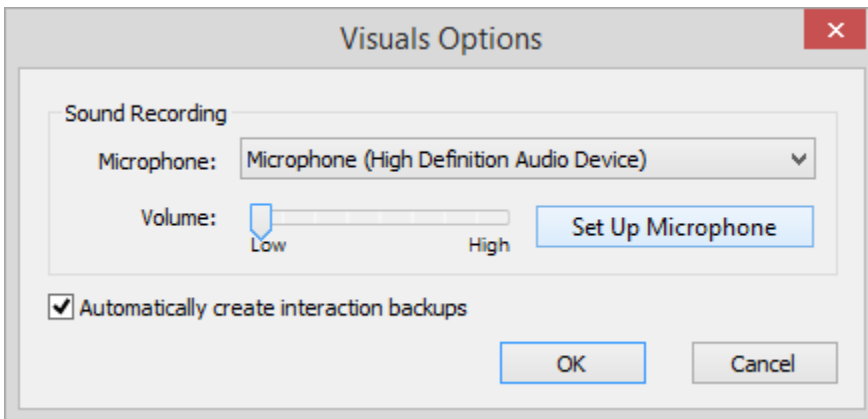 Visuals Options
Sound Recording
Microphone: Microphone (High Definition Audio Device)
Volume:
Low High
Set Up Microphone
Automatically create interaction backups
OK Cancel